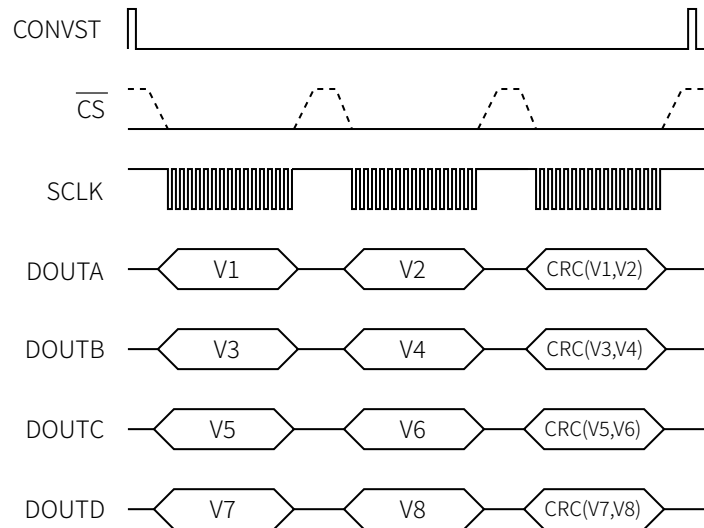 CONVST
CS
SCLK
DOUTA V1 V2 CRC(V1,V2)
DOUTB V3 V4 CRC(V3,V4)
DOUTC V5 V6 CRC(V5,V6)
DOUTD V7 V8 CRC(V7,V8)